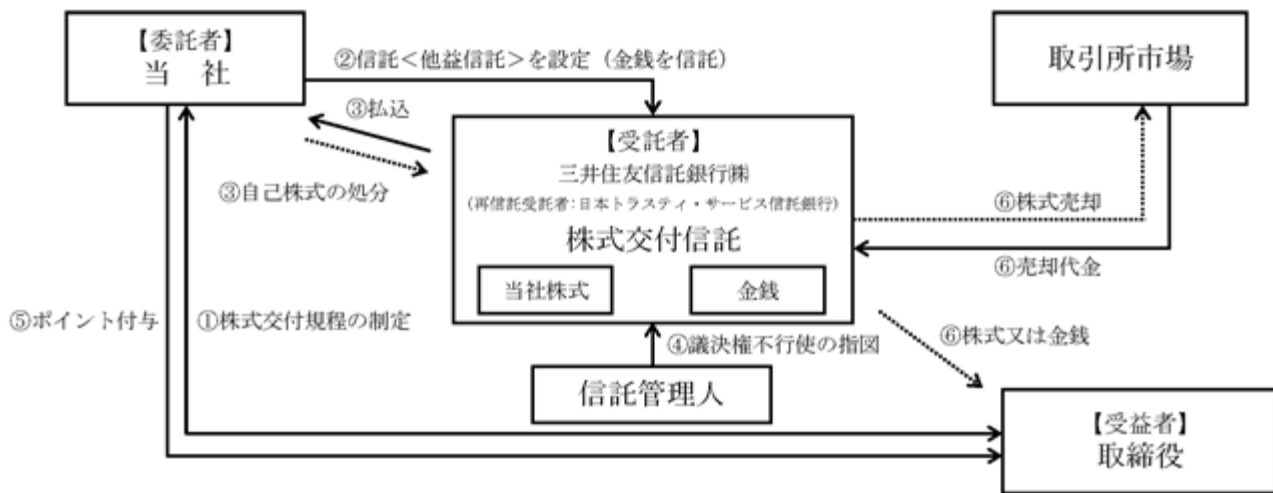 【委託者】
当 社
②信託＜他益信託＞を設定（金銭を信託）
取引所市場
③払込
③自己株式の処分
【受託者】
三井住友信託銀行㈱
（再信託受託者：日本トラスティ・サービス信託銀行）
株式交付信託
当社株式
金銭
⑥株式売却
⑥売却代金
⑤ポイント付与
①株式交付規程の制定
④議決権不行使の指図
⑥株式又は金銭
信託管理人
【受益者】
取締役